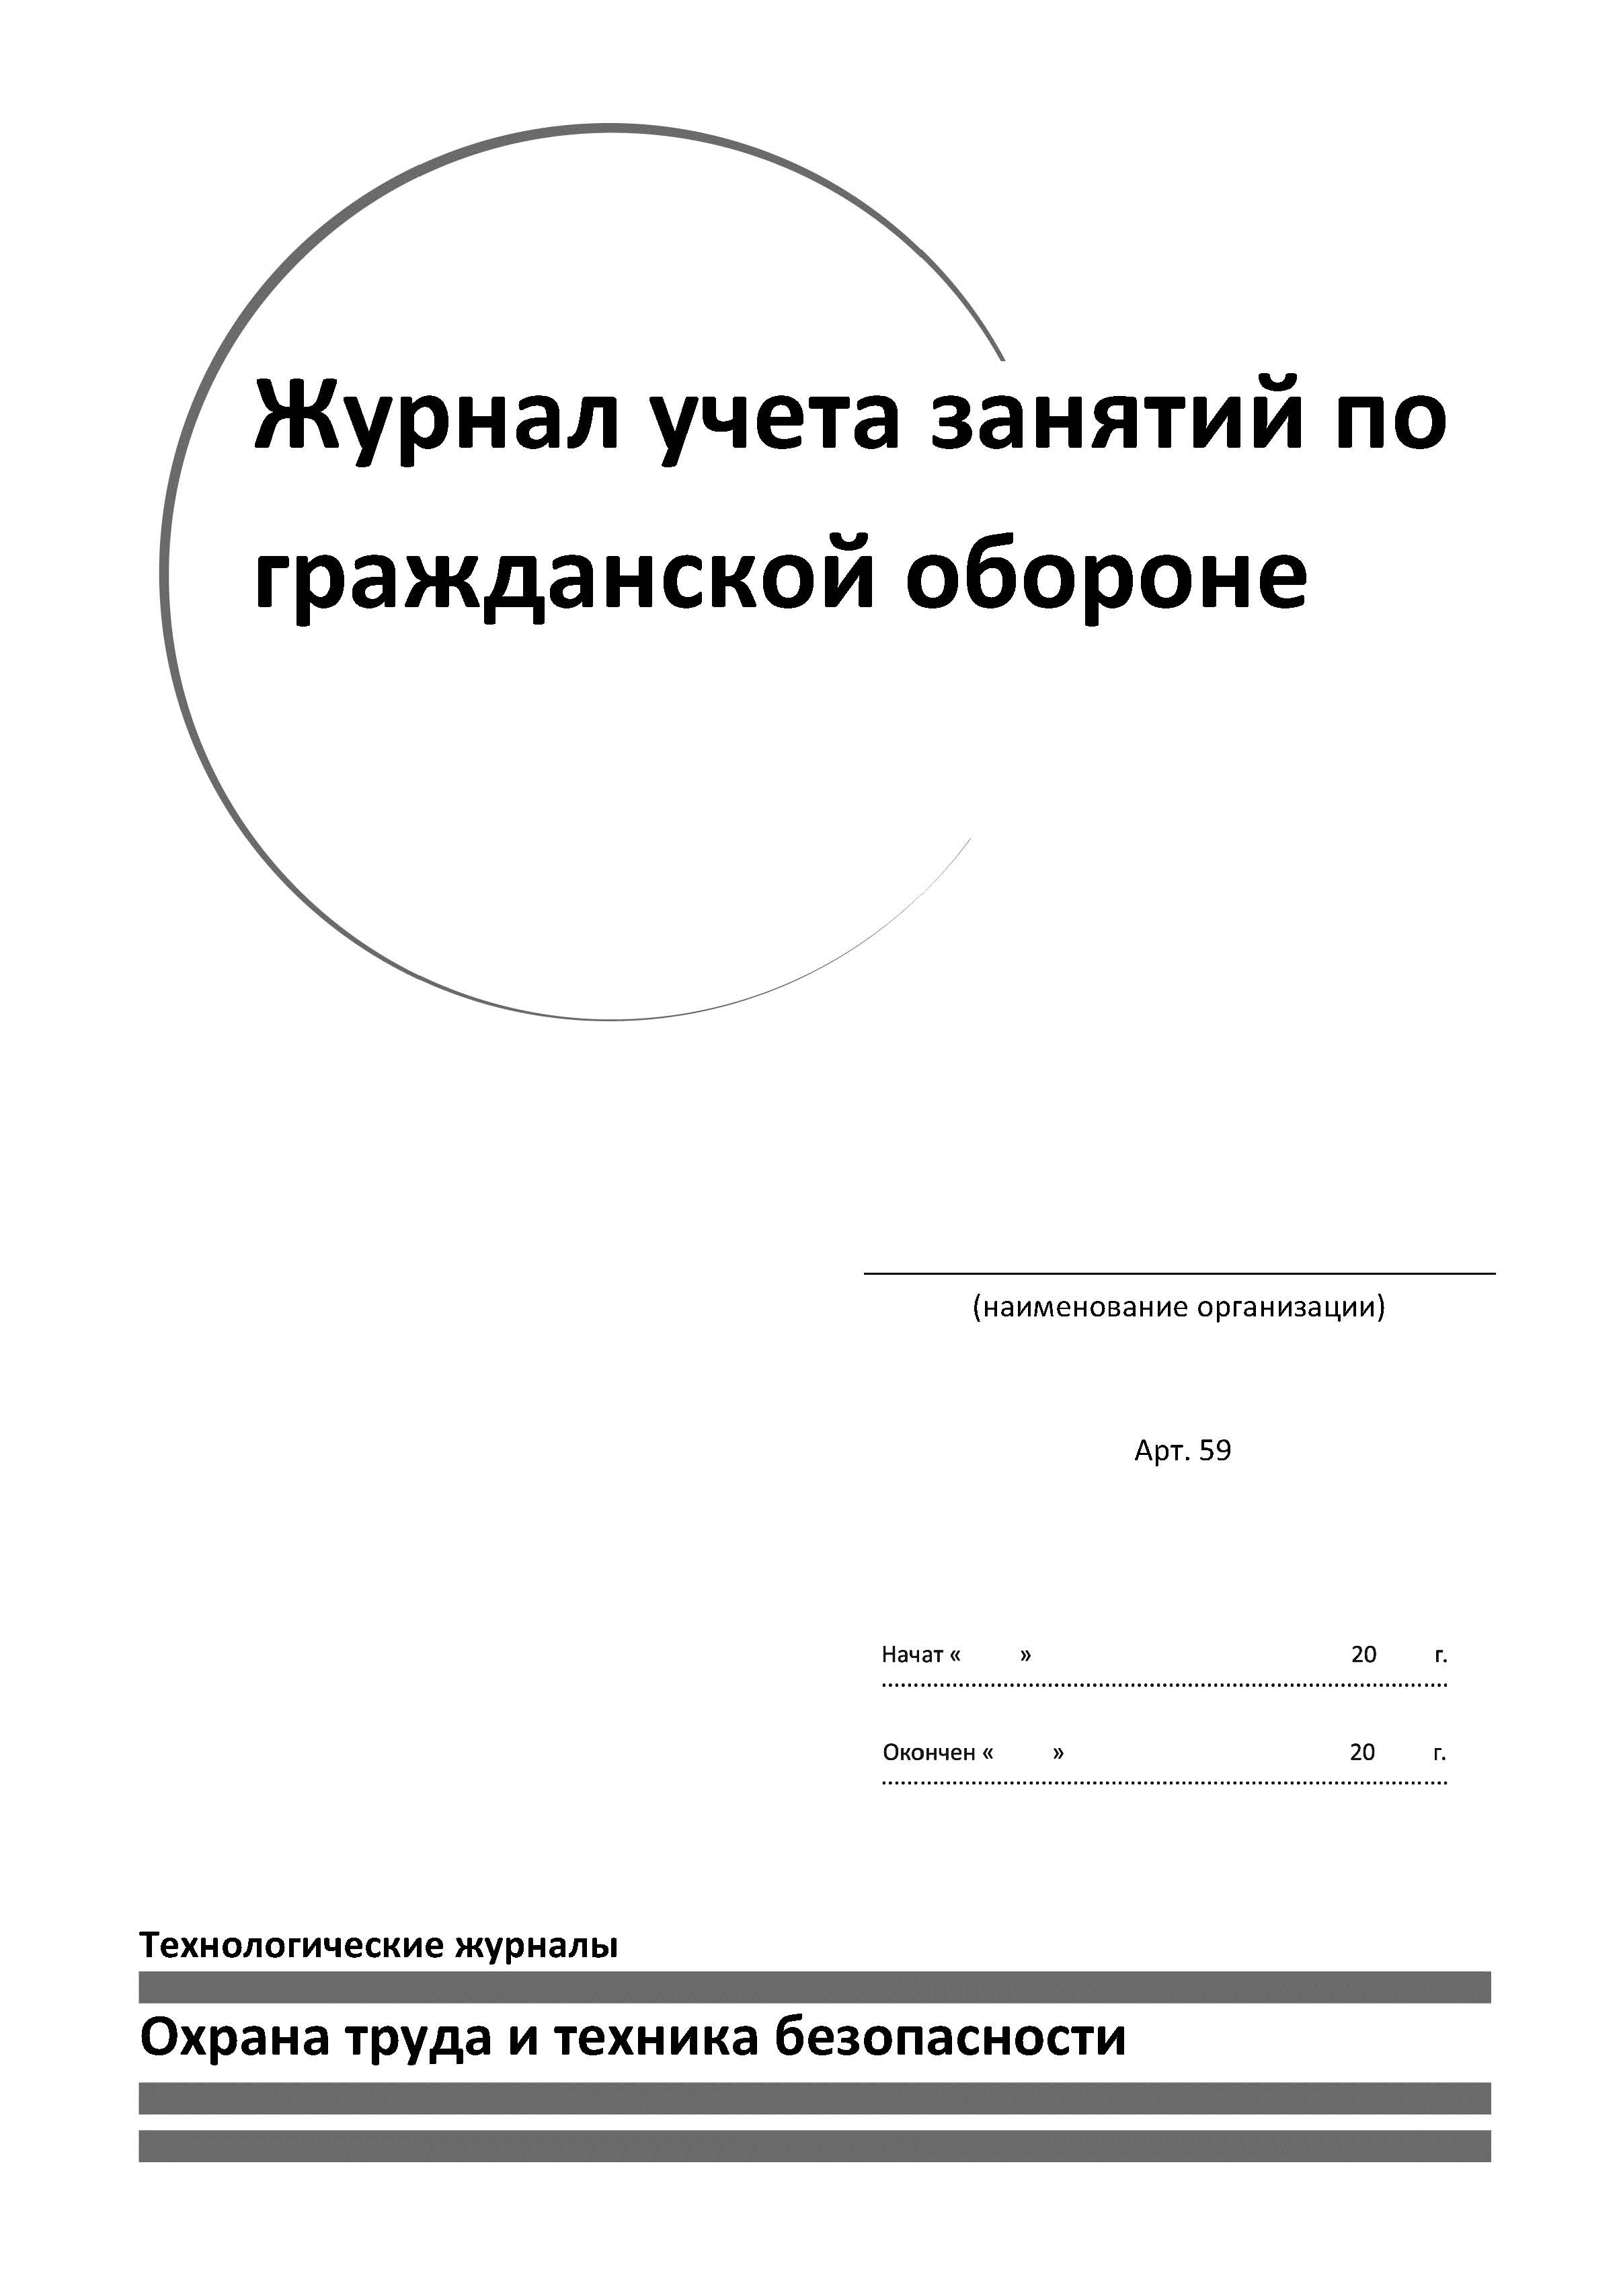 Журнал учета занятий по
гражданской обороне
(наименование организации)
Арт. 59
Начат « » 20 г.
Окончен « » 20 г.
Технологические журналы
Охрана труда и техника безопасности